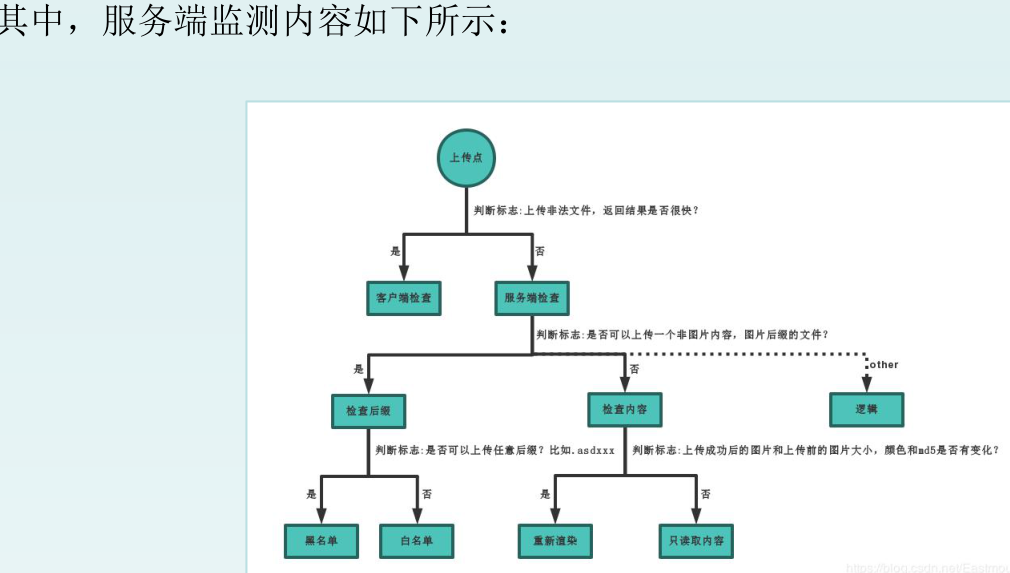 其中，服务端监测内容如下所示：
上传点
判断标志:上传非法文件，返回结果是否很快?
是
否
客户端检查
服务端检查
判断标志:是否可以上传一个非图片内容，图片后缀的文件?
other
是
否
检查后缀
检查内容
逻辑
判断标志:是否可以上传任意后缀? 比如.asdxxx
判断标志:上传成功后的图片和上传前的图片大小，颜色和md5是否有变化?
是
否
是
否
黑名单
白名单
重新渲染
只读取内容
https://blog.csdn.net/Eastmou